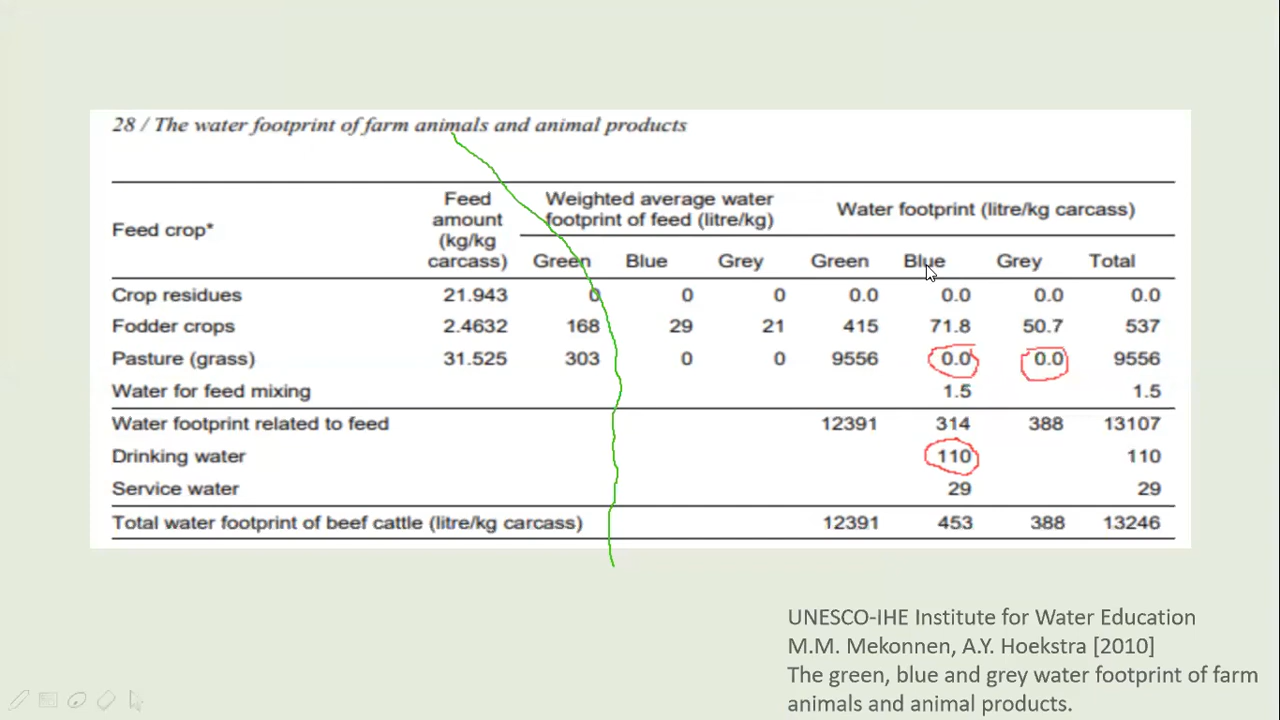 28 / The water footprint of farm animals and animal products
Feed crop* Feed amount (kg/kg carcass) Weighted average water footprint of feed (litre/kg) Water footprint (litre/kg carcass)
Green Blue Grey Green Blue Grey Total
Crop residues 21.943 0 0 0 0.0 0.0 0.0 0.0
Fodder crops 2.4632 168 29 21 415 71.8 50.7 537
Pasture (grass) 31.525 303 0 0 9556 0.0 0.0 9556
Water for feed mixing 1.5 1.5
Water footprint related to feed 12391 314 388 13107
Drinking water 110 110
Service water 29 29
Total water footprint of beef cattle (litre/kg carcass) 12391 453 388 13246
UNESCO-IHE Institute for Water Education
M.M. Mekonnen, A.Y. Hoekstra [2010]
The green, blue and grey water footprint of farm
animals and animal products.